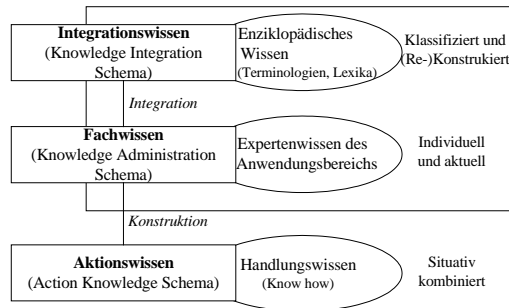 Integrationswissen
(Knowledge Integration
Schema)
Enziklopädisches
Wissen
(Terminologien, Lexika)
Klassifiziert und
(Re-)Konstruiert
Integration
Fachwissen
(Knowledge Administration
Schema)
Expertenwissen des
Anwendungsbereichs
Individuell
und aktuell
Konstruktion
Aktionswissen
(Action Knowledge Schema)
Handlungswissen
(Know how)
Situativ
kombiniert